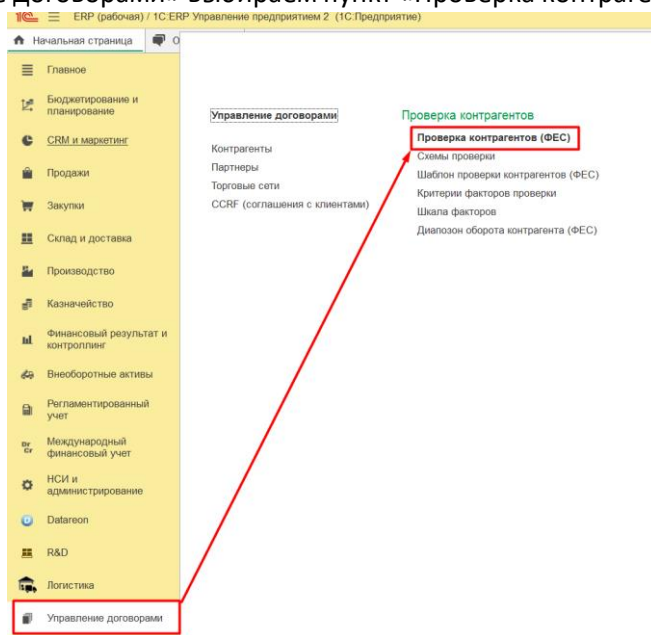 договорами» выбираем пункт «Проверка контраге
1С ERP (рабочая) / 1С:ERP Управление предприятием 2 (1С:Предприятие)
Начальная страница О
Главное
Бюджетирование и
планирование
CRM и маркетинг
Продажи
Закупки
Склад и доставка
Производство
Казначейство
Финансовый результат и
контроллинг
Внеоборотные активы
Регламентированный
учет
Международный
финансовый учет
НСИ и
администрирование
Datareon
R&D
Логистика
Управление договорами
Управление договорами
Контрагенты
Партнеры
Торговые сети
CCRF (соглашения с клиентами)
Проверка контрагентов
Проверка контрагентов (ФЕС)
Схемы проверки
Шаблон проверки контрагентов (ФЕС)
Критерии факторов проверки
Шкала факторов
Диапозон оборота контрагента (ФЕС)